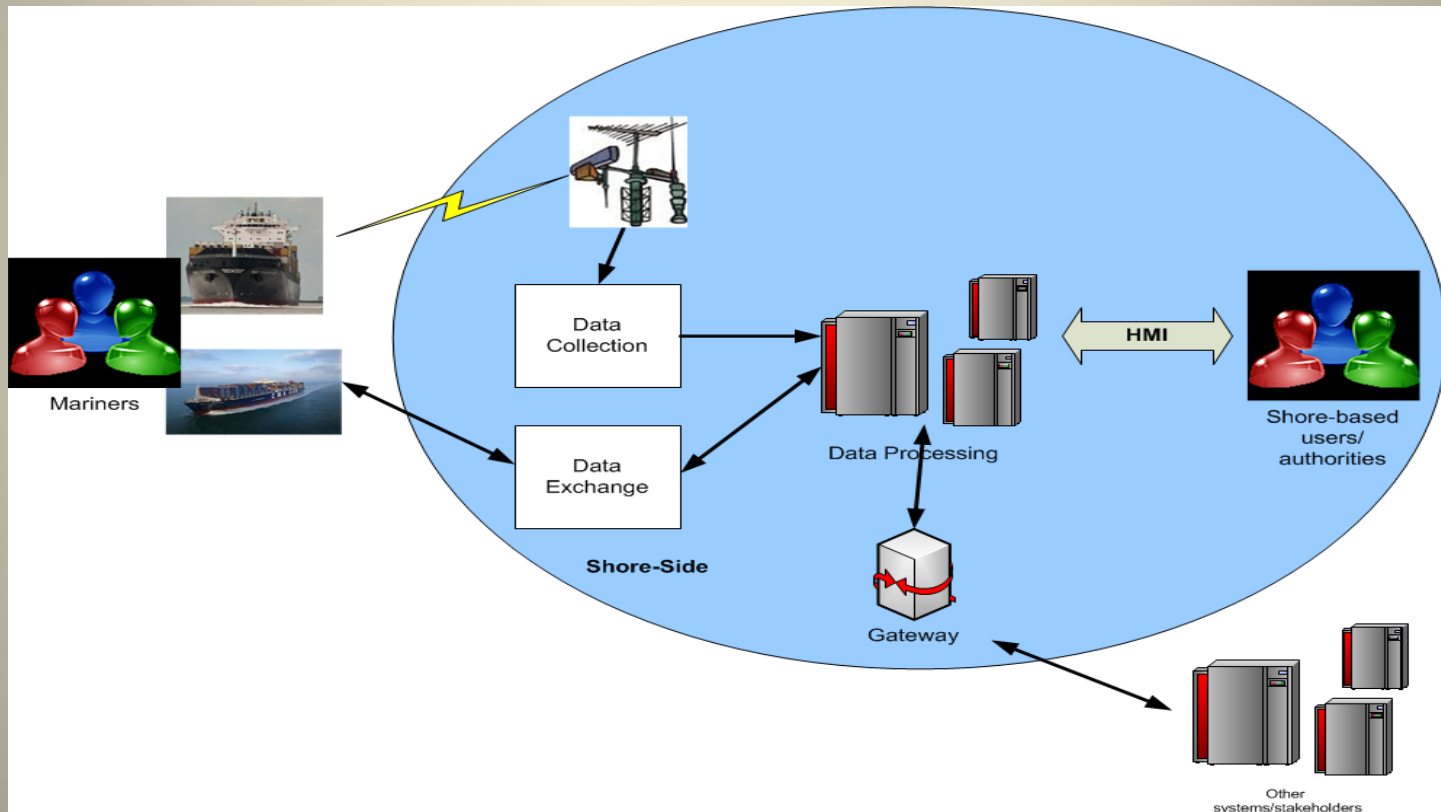 Mariners
Data
Collection
Data
Exchange
Shore-Side
Data Processing
Gateway
HMI
Shore-based
users/
authorities
Other
systems/stakeholders